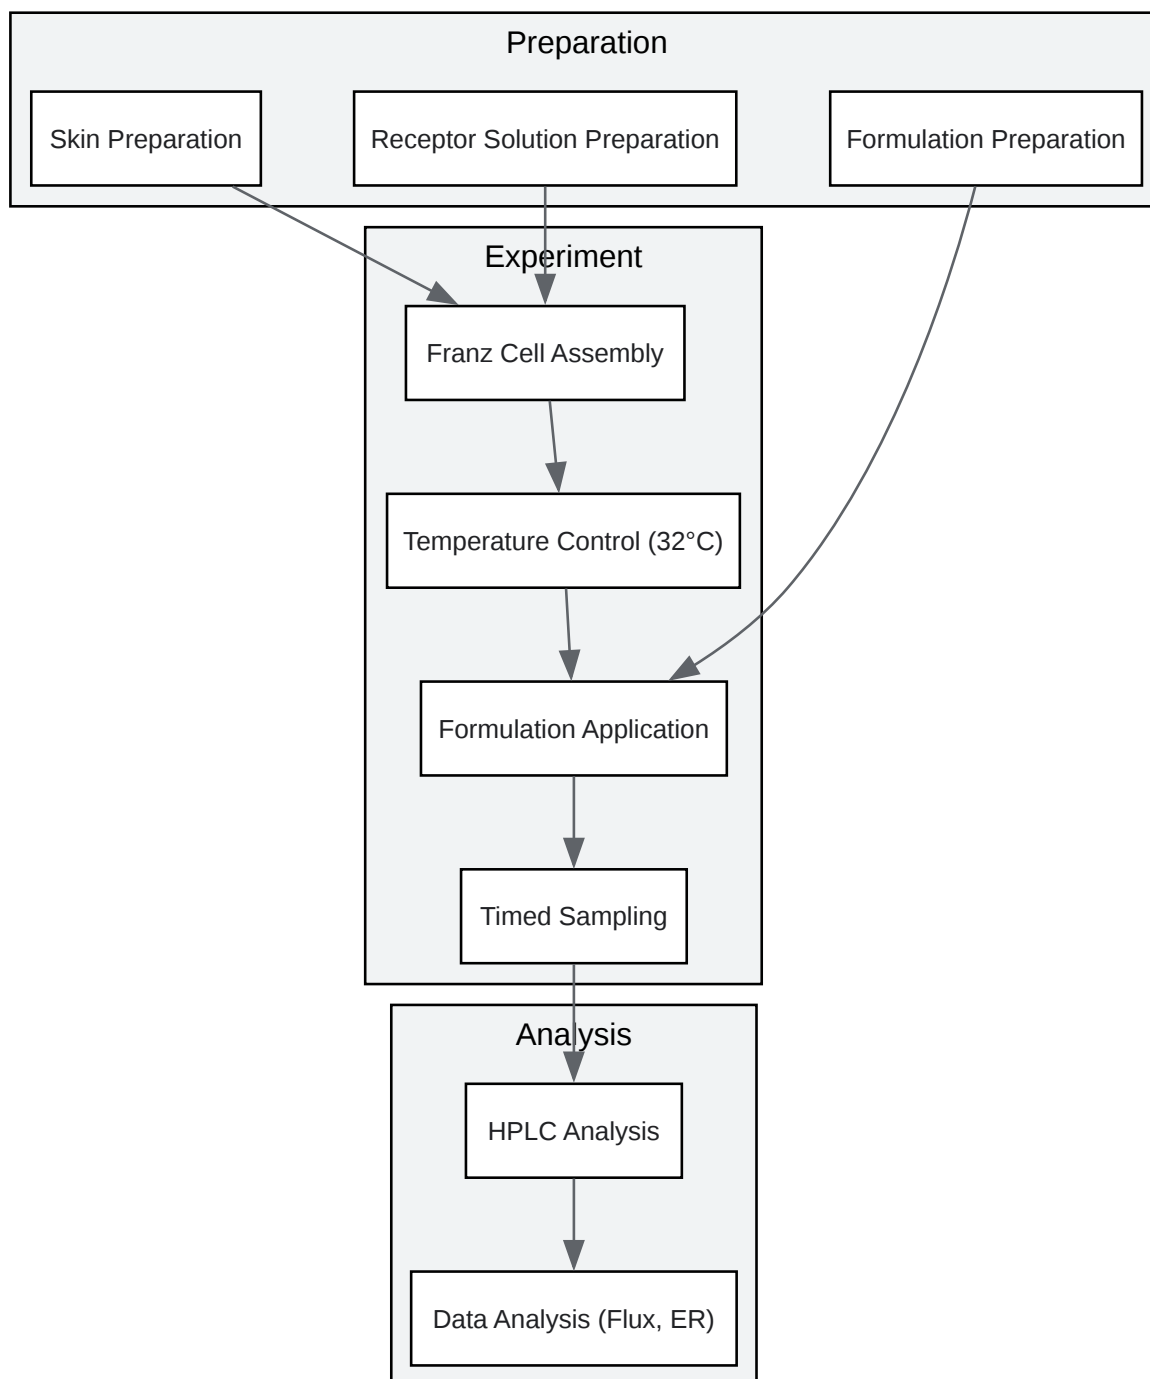 Preparation
Skin Preparation
Receptor Solution Preparation
Formulation Preparation
Experiment
Franz Cell Assembly
Temperature Control (32°C)
Formulation Application
Timed Sampling
Analysis
HPLC Analysis
Data Analysis (Flux, ER)